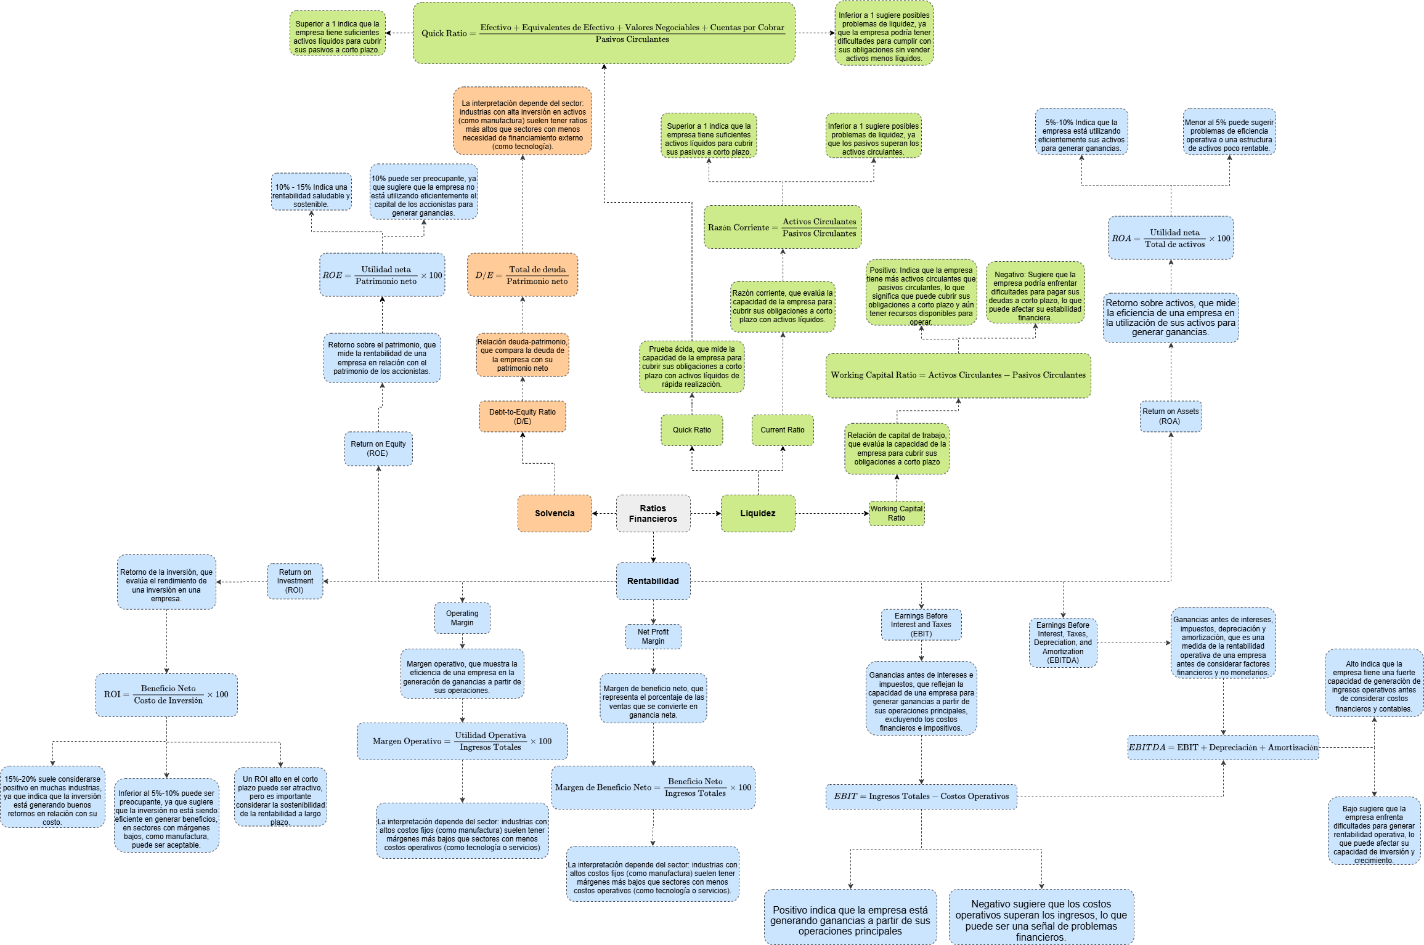 Superior a 1 indica que la
empresa tiene suficientes
activos líquidos para cubrir
sus pasivos a corto plazo.
Quick Ratio = Efectivo + Equivalentes de Efectivo + Valores Negociables + Cuentas por Cobrar
Pasivos Circulantes
Inferior a 1 sugiere posibles
problemas de liquidez, ya
que la empresa podría tener
dificultades para cumplir con
sus obligaciones sin vender
activos menos líquidos.
La interpretación depende del sector:
industrias con alta inversión en activos
(como manufactura) suelen tener ratios
más altos que sectores con menos
necesidad de financiamiento externo
(como tecnología).
Superior a 1 indica que la
empresa tiene suficientes
activos líquidos para cubrir
sus pasivos a corto plazo.
Inferior a 1 sugiere posibles
problemas de liquidez, ya
que los pasivos superan los
activos circulantes.
5%-10% Indica que la
empresa está utilizando
eficientemente sus activos
para generar ganancias.
Menor al 5% puede sugerir
problemas de eficiencia
operativa o una estructura
de activos poco rentable.
10% - 15% Indica una
rentabilidad saludable y
sostenible.
10% puede ser preocupante, ya
que sugiere que la empresa no
está utilizando eficientemente el
capital de los accionistas para
generar ganancias.
Razón Corriente = Activos Circulantes
Pasivos Circulantes
ROA = Utilidad neta × 100
Total de activos
ROE = Utilidad neta × 100
Patrimonio neto
D/E = Total de deuda
Patrimonio neto
Positivo: Indica que la empresa
tiene más activos circulantes que
pasivos circulantes, lo que
significa que puede cubrir sus
obligaciones a corto plazo y aún
tener recursos disponibles para
operar.
Negativo: Sugiere que la
empresa podría enfrentar
dificultades para pagar sus
deudas a corto plazo, lo que
puede afectar su estabilidad
financiera.
Razón corriente, que evalúa la
capacidad de la empresa para
cubrir sus obligaciones a corto
plazo con activos líquidos.
Retorno sobre activos, que mide
la eficiencia de una empresa en
la utilización de sus activos para
generar ganancias.
Retorno sobre el patrimonio, que
mide la rentabilidad de una
empresa en relación con el
patrimonio de los accionistas.
Relación deuda-patrimonio,
que compara la deuda de
la empresa con su
patrimonio neto
Prueba ácida, que mide la
capacidad de la empresa para
cubrir sus obligaciones a corto
plazo con activos líquidos de
rápida realización.
Working Capital Ratio = Activos Circulantes − Pasivos Circulantes
Debt-to-Equity Ratio
(D/E)
Return on Assets
(ROA)
Return on Equity
(ROE)
Quick Ratio
Current Ratio
Relación de capital de trabajo,
que evalúa la capacidad de la
empresa para cubrir sus
obligaciones a corto plazo
Solvencia
Ratios
Financieros
Liquidez
Working Capital
Ratio
Retorno de la inversión, que
evalúa el rendimiento de
una inversión en una
empresa.
Return on
Investment
(ROI)
Rentabilidad
Operating
Margin
Net Profit
Margin
Earnings Before
Interest and Taxes
(EBIT)
Earnings Before
Interest, Taxes,
Depreciation, and
Amortization
(EBITDA)
Ganancias antes de intereses,
impuestos, depreciación y
amortización, que es una
medida de la rentabilidad
operativa de una empresa
antes de considerar factores
financieros y no monetarios.
Margen operativo, que muestra la
eficiencia de una empresa en la
generación de ganancias a partir de
sus operaciones.
Margen de beneficio neto, que
representa el porcentaje de las
ventas que se convierte en
ganancia neta.
Ganancias antes de intereses e
impuestos, que reflejan la
capacidad de una empresa para
generar ganancias a partir de
sus operaciones principales,
excluyendo los costos
financieros e impositivos.
Alto indica que la
empresa tiene una fuerte
capacidad de generación de
ingresos operativos antes
de considerar costos
financieros y contables.
ROI = Beneficio Neto × 100
Costo de Inversión
Margen Operativo = Utilidad Operativa × 100
Ingresos Totales
EBITDA = EBIT + Depreciación + Amortización
15%-20% suele considerarse
positivo en muchas industrias,
ya que indica que la inversión
está generando buenos
retornos en relación con su
costo.
Inferior al 5%-10% puede ser
preocupante, ya que sugiere
que la inversión no está siendo
eficiente en generar beneficios,
en sectores con márgenes
bajos, como manufactura,
puede ser aceptable.
Un ROI alto en el corto
plazo puede ser atractivo,
pero es importante
considerar la sostenibilidad
de la rentabilidad a largo
plazo.
Margen de Beneficio Neto = Beneficio Neto × 100
Ingresos Totales
EBIT = Ingresos Totales − Costos Operativos
La interpretación depende del sector: industrias con
altos costos fijos (como manufactura) suelen tener
márgenes más bajos que sectores con menos
costos operativos (como tecnología o servicios)
La interpretación depende del sector: industrias con
altos costos fijos (como manufactura) suelen tener
márgenes más bajos que sectores con menos
costos operativos (como tecnología o servicios).
Bajo sugiere que la
empresa enfrenta
dificultades para generar
rentabilidad operativa, lo
que puede afectar su
capacidad de inversión y
crecimiento.
Positivo indica que la empresa está
generando ganancias a partir de sus
operaciones principales
Negativo sugiere que los costos
operativos superan los ingresos, lo que
puede ser una señal de problemas
financieros.